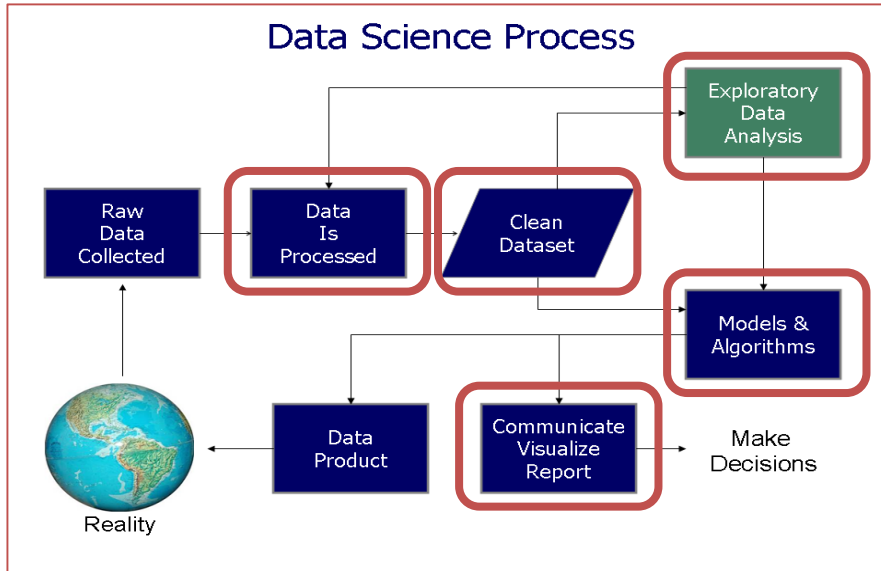 Data Science Process
Exploratory
Data
Analysis
Raw
Data
Collected
Data
Is
Processed
Clean
Dataset
Models &
Algorithms
Data
Product
Communicate
Visualize
Report
Make
Decisions
Reality